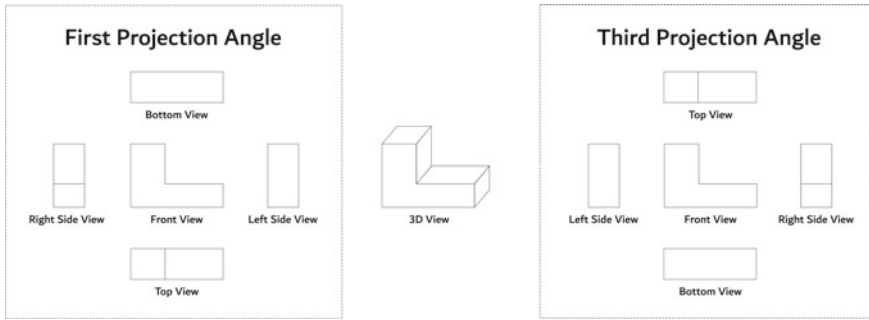 First Projection Angle
Bottom View
Right Side View
Front View
Left Side View
Top View
3D View
Third Projection Angle
Top View
Left Side View
Front View
Right Side View
Bottom View